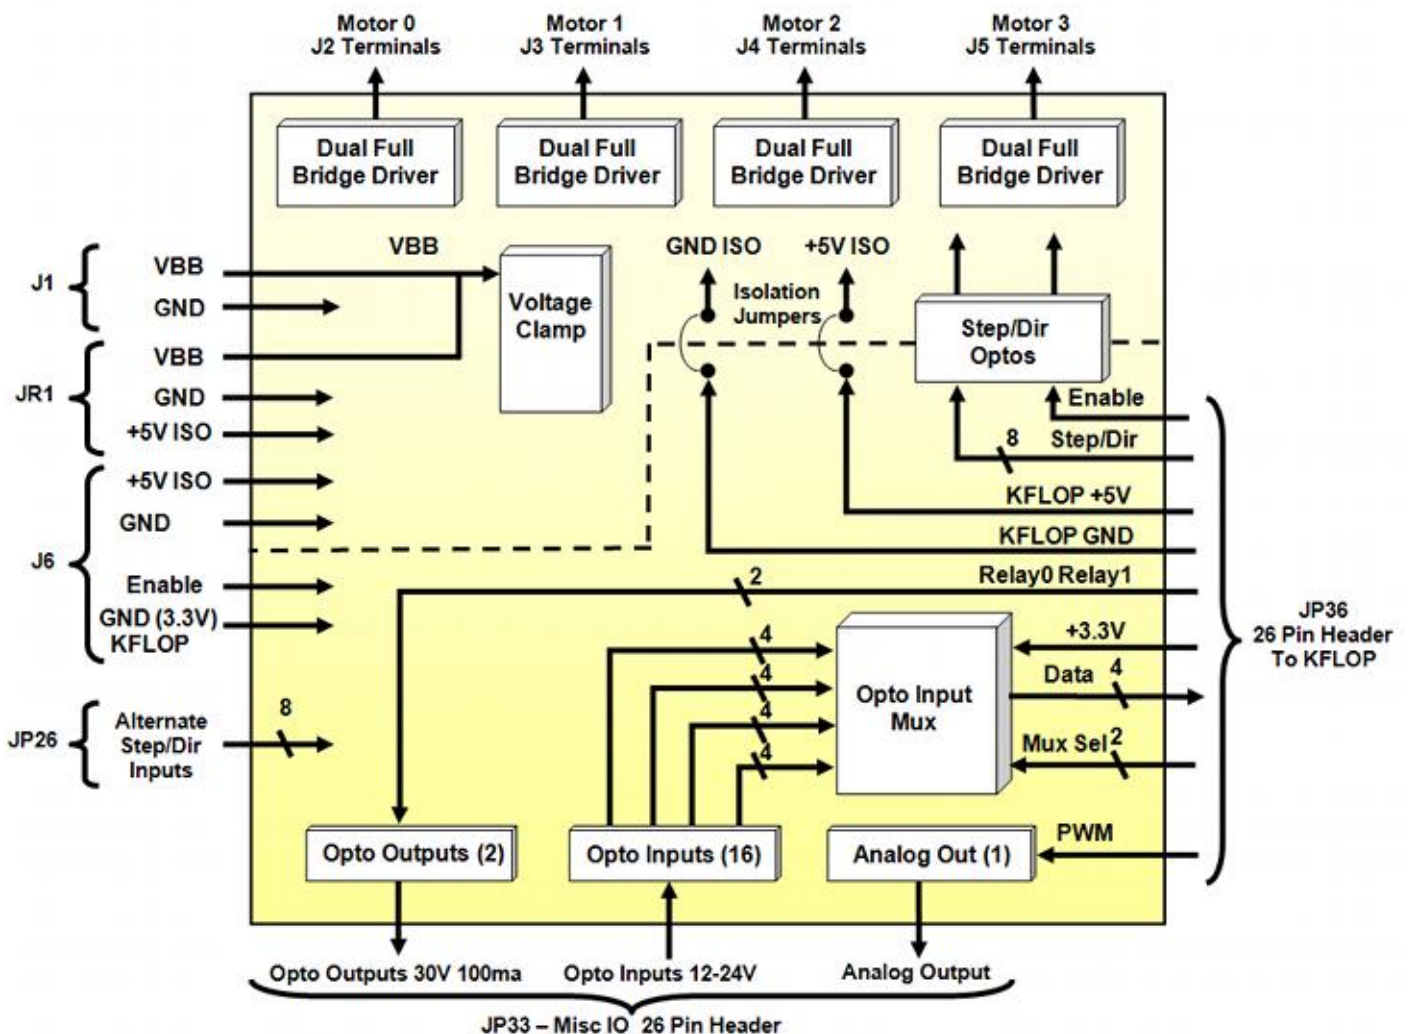 Motor 0
J2 Terminals
Motor 1
J3 Terminals
Motor 2
J4 Terminals
Motor 3
J5 Terminals
Dual Full
Bridge Driver
Dual Full
Bridge Driver
Dual Full
Bridge Driver
Dual Full
Bridge Driver
J1
VBB
GND
VBB
Voltage
Clamp
GND ISO
+5V ISO
Isolation
Jumpers
Step/Dir
Optos
JR1
VBB
GND
+5V ISO
Enable
8
Step/Dir
KFLOP +5V
KFLOP GND
J6
+5V ISO
GND
Enable
GND (3.3V)
KFLOP
2
Relay0 Relay1
4
4
4
4
Opto Input
Mux
+3.3V
Data
4
Mux Sel
2
JP36
26 Pin Header
To KFLOP
JP26
Alternate
Step/Dir
Inputs
8
Opto Outputs (2)
Opto Inputs (16)
Analog Out (1)
PWM
Opto Outputs 30V 100ma
Opto Inputs 12-24V
Analog Output
JP33 – Misc IO 26 Pin Header